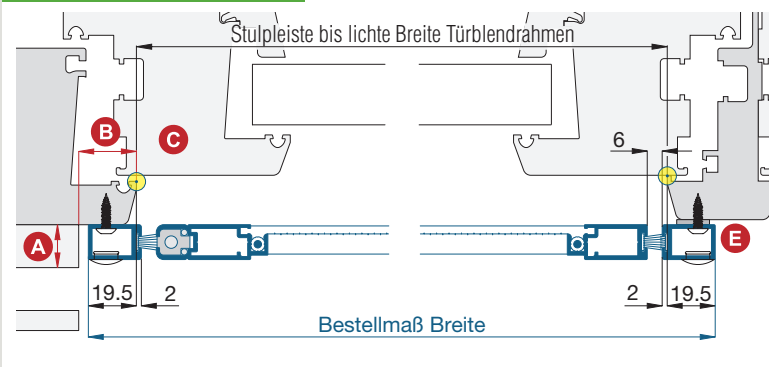 Stulpleiste bis lichte Breite Türblendrahmen
B
C
6
A
E
19.5
2
2
19.5
Bestellmaß Breite